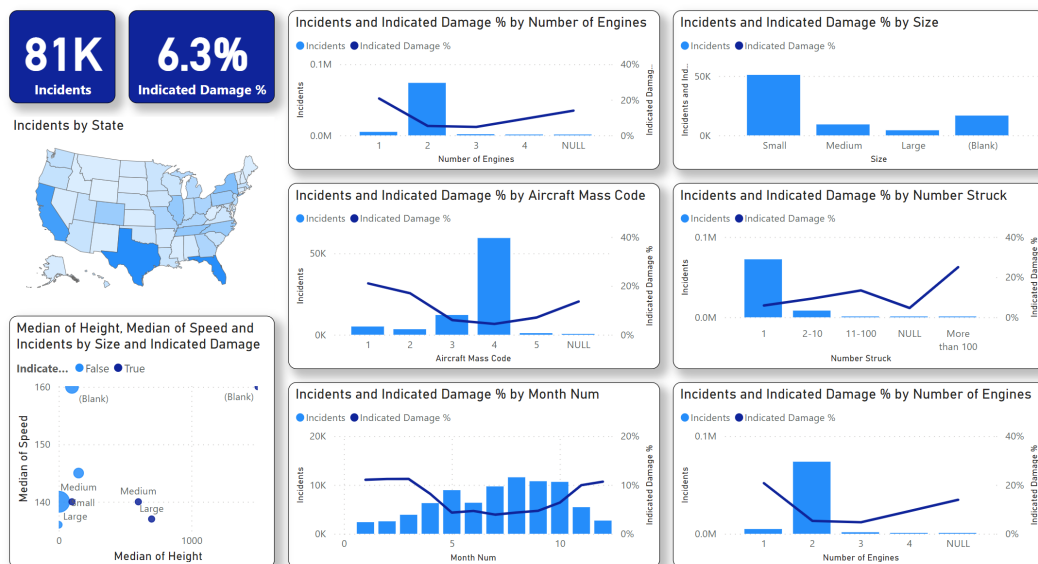 81K
Incidents
6.3%
Indicated Damage %
Incidents by State
Median of Height, Median of Speed and
Incidents by Size and Indicated Damage
Indicate... False True
160
150
140
Median of Speed
(Blank)
(Blank)
Medium
Small
Large
Medium
Large
0
1000
Median of Height
Incidents and Indicated Damage % by Number of Engines
Incidents Indicated Damage %
0.1M
0.0M
Incidents
40%
20%
0%
Indicated Damag...
1 2 3 4 NULL
Number of Engines
Incidents and Indicated Damage % by Size
Incidents Indicated Damage %
50K
0K
Incidents and Ind...
Small Medium Large (Blank)
Size
Incidents and Indicated Damage % by Aircraft Mass Code
Incidents Indicated Damage %
50K
0K
Incidents
40%
20%
0%
Indicated Damage %
1 2 3 4 5 NULL
Aircraft Mass Code
Incidents and Indicated Damage % by Number Struck
Incidents Indicated Damage %
0.1M
0.0M
Incidents
40%
20%
0%
Indicated Damage %
1 2-10 11-100 NULL More
than 100
Number Struck
Incidents and Indicated Damage % by Month Num
Incidents Indicated Damage %
20K
10K
0K
Incidents
20%
10%
0%
Indicated Damage %
0 5 10
Month Num
Incidents and Indicated Damage % by Number of Engines
Incidents Indicated Damage %
0.1M
0.0M
Incidents
40%
20%
0%
Indicated Damage %
1 2 3 4 NULL
Number of Engines